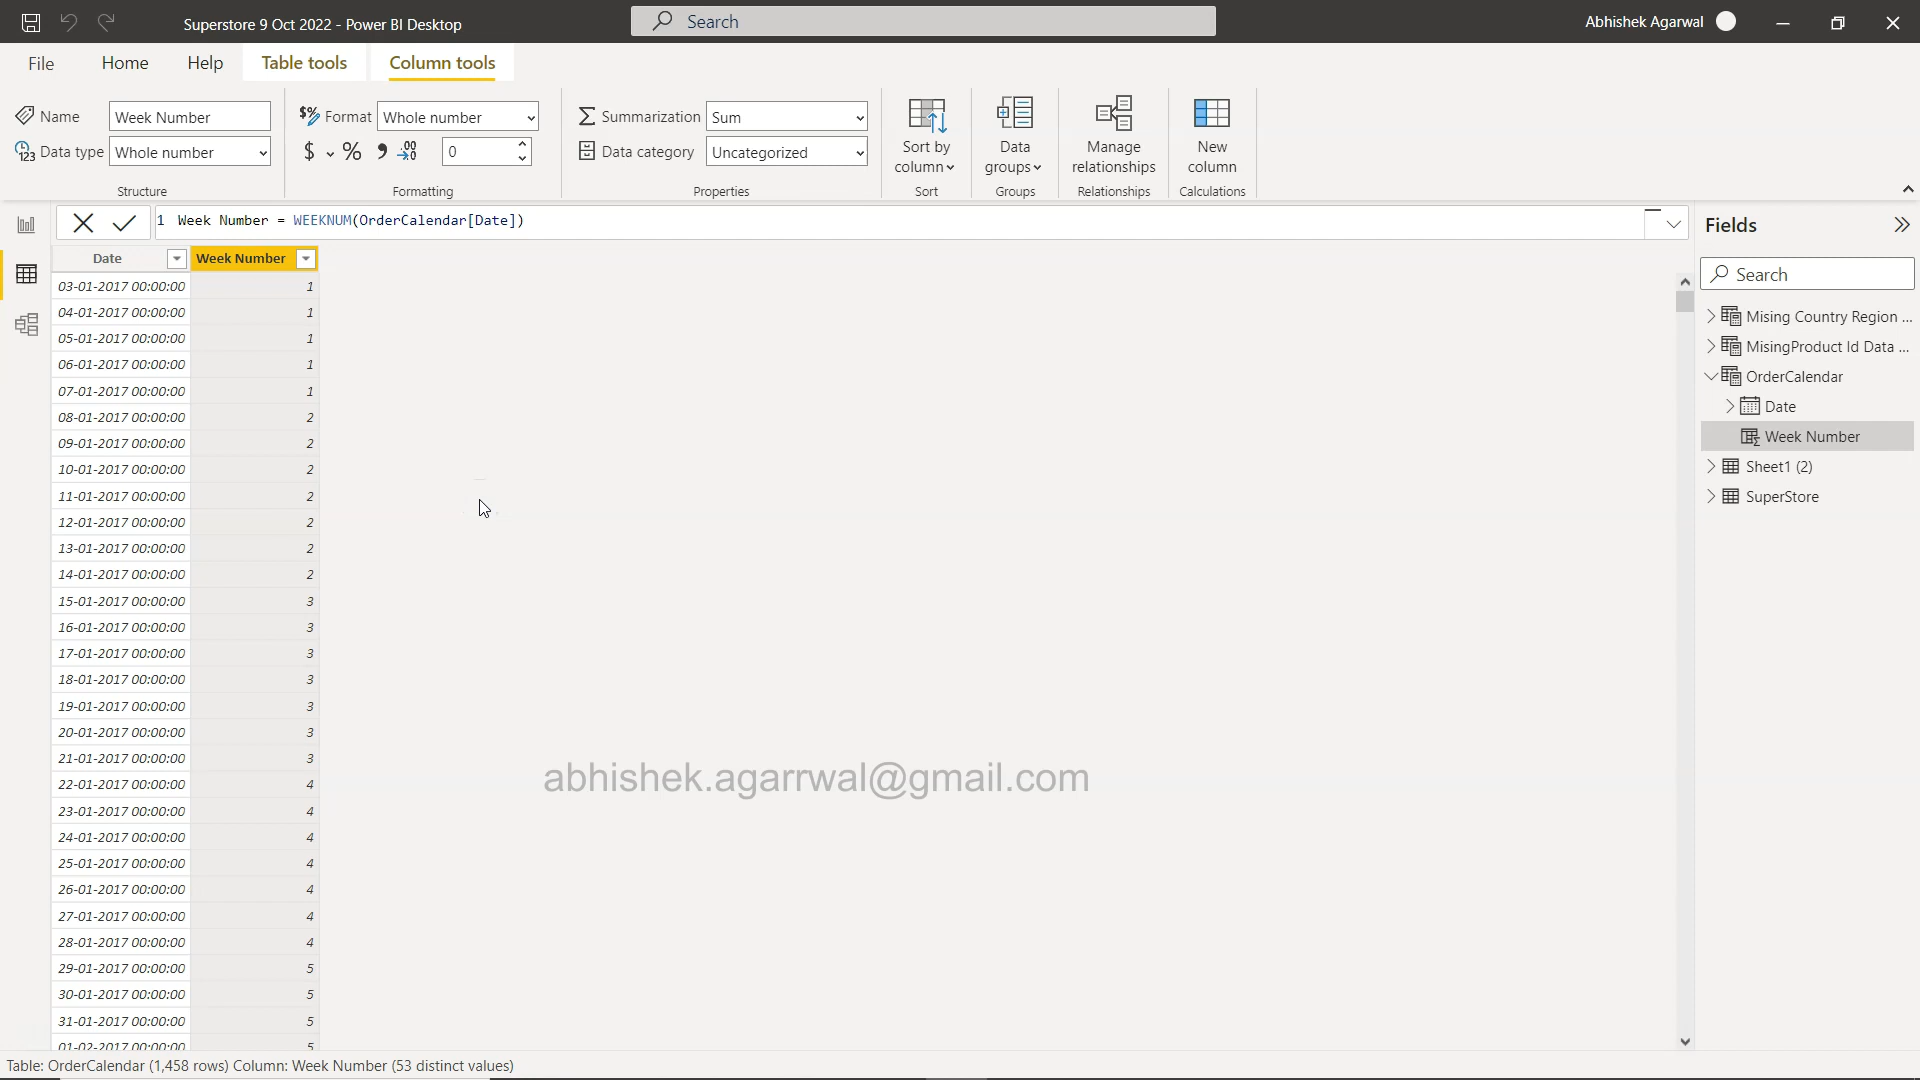 Superstore 9 Oct 2022 - Power BI Desktop
Search
Abhishek Agarwal
File Home Help Table tools Column tools
Name Week Number
Data type Whole number
Structure
Format Whole number
$ % 0
Formatting
Summarization Sum
Data category Uncategorized
Properties
Sort by column
Sort
Data groups
Groups
Manage relationships
Relationships
New column
Calculations
1 Week Number = WEEKNUM(OrderCalendar[Date])
Date Week Number
03-01-2017 00:00:00 1
04-01-2017 00:00:00 1
05-01-2017 00:00:00 1
06-01-2017 00:00:00 1
07-01-2017 00:00:00 1
08-01-2017 00:00:00 2
09-01-2017 00:00:00 2
10-01-2017 00:00:00 2
11-01-2017 00:00:00 2
12-01-2017 00:00:00 2
13-01-2017 00:00:00 2
14-01-2017 00:00:00 2
15-01-2017 00:00:00 3
16-01-2017 00:00:00 3
17-01-2017 00:00:00 3
18-01-2017 00:00:00 3
19-01-2017 00:00:00 3
20-01-2017 00:00:00 3
21-01-2017 00:00:00 3
22-01-2017 00:00:00 4
23-01-2017 00:00:00 4
24-01-2017 00:00:00 4
25-01-2017 00:00:00 4
26-01-2017 00:00:00 4
27-01-2017 00:00:00 4
28-01-2017 00:00:00 4
29-01-2017 00:00:00 5
30-01-2017 00:00:00 5
31-01-2017 00:00:00 5
01-02-2017 00:00:00 5
abhishek.agarrwal@gmail.com
Fields
Search
Mising Country Region ...
MisingProduct Id Data ...
OrderCalendar
Date
Week Number
Sheet1 (2)
SuperStore
Table: OrderCalendar (1,458 rows) Column: Week Number (53 distinct values)